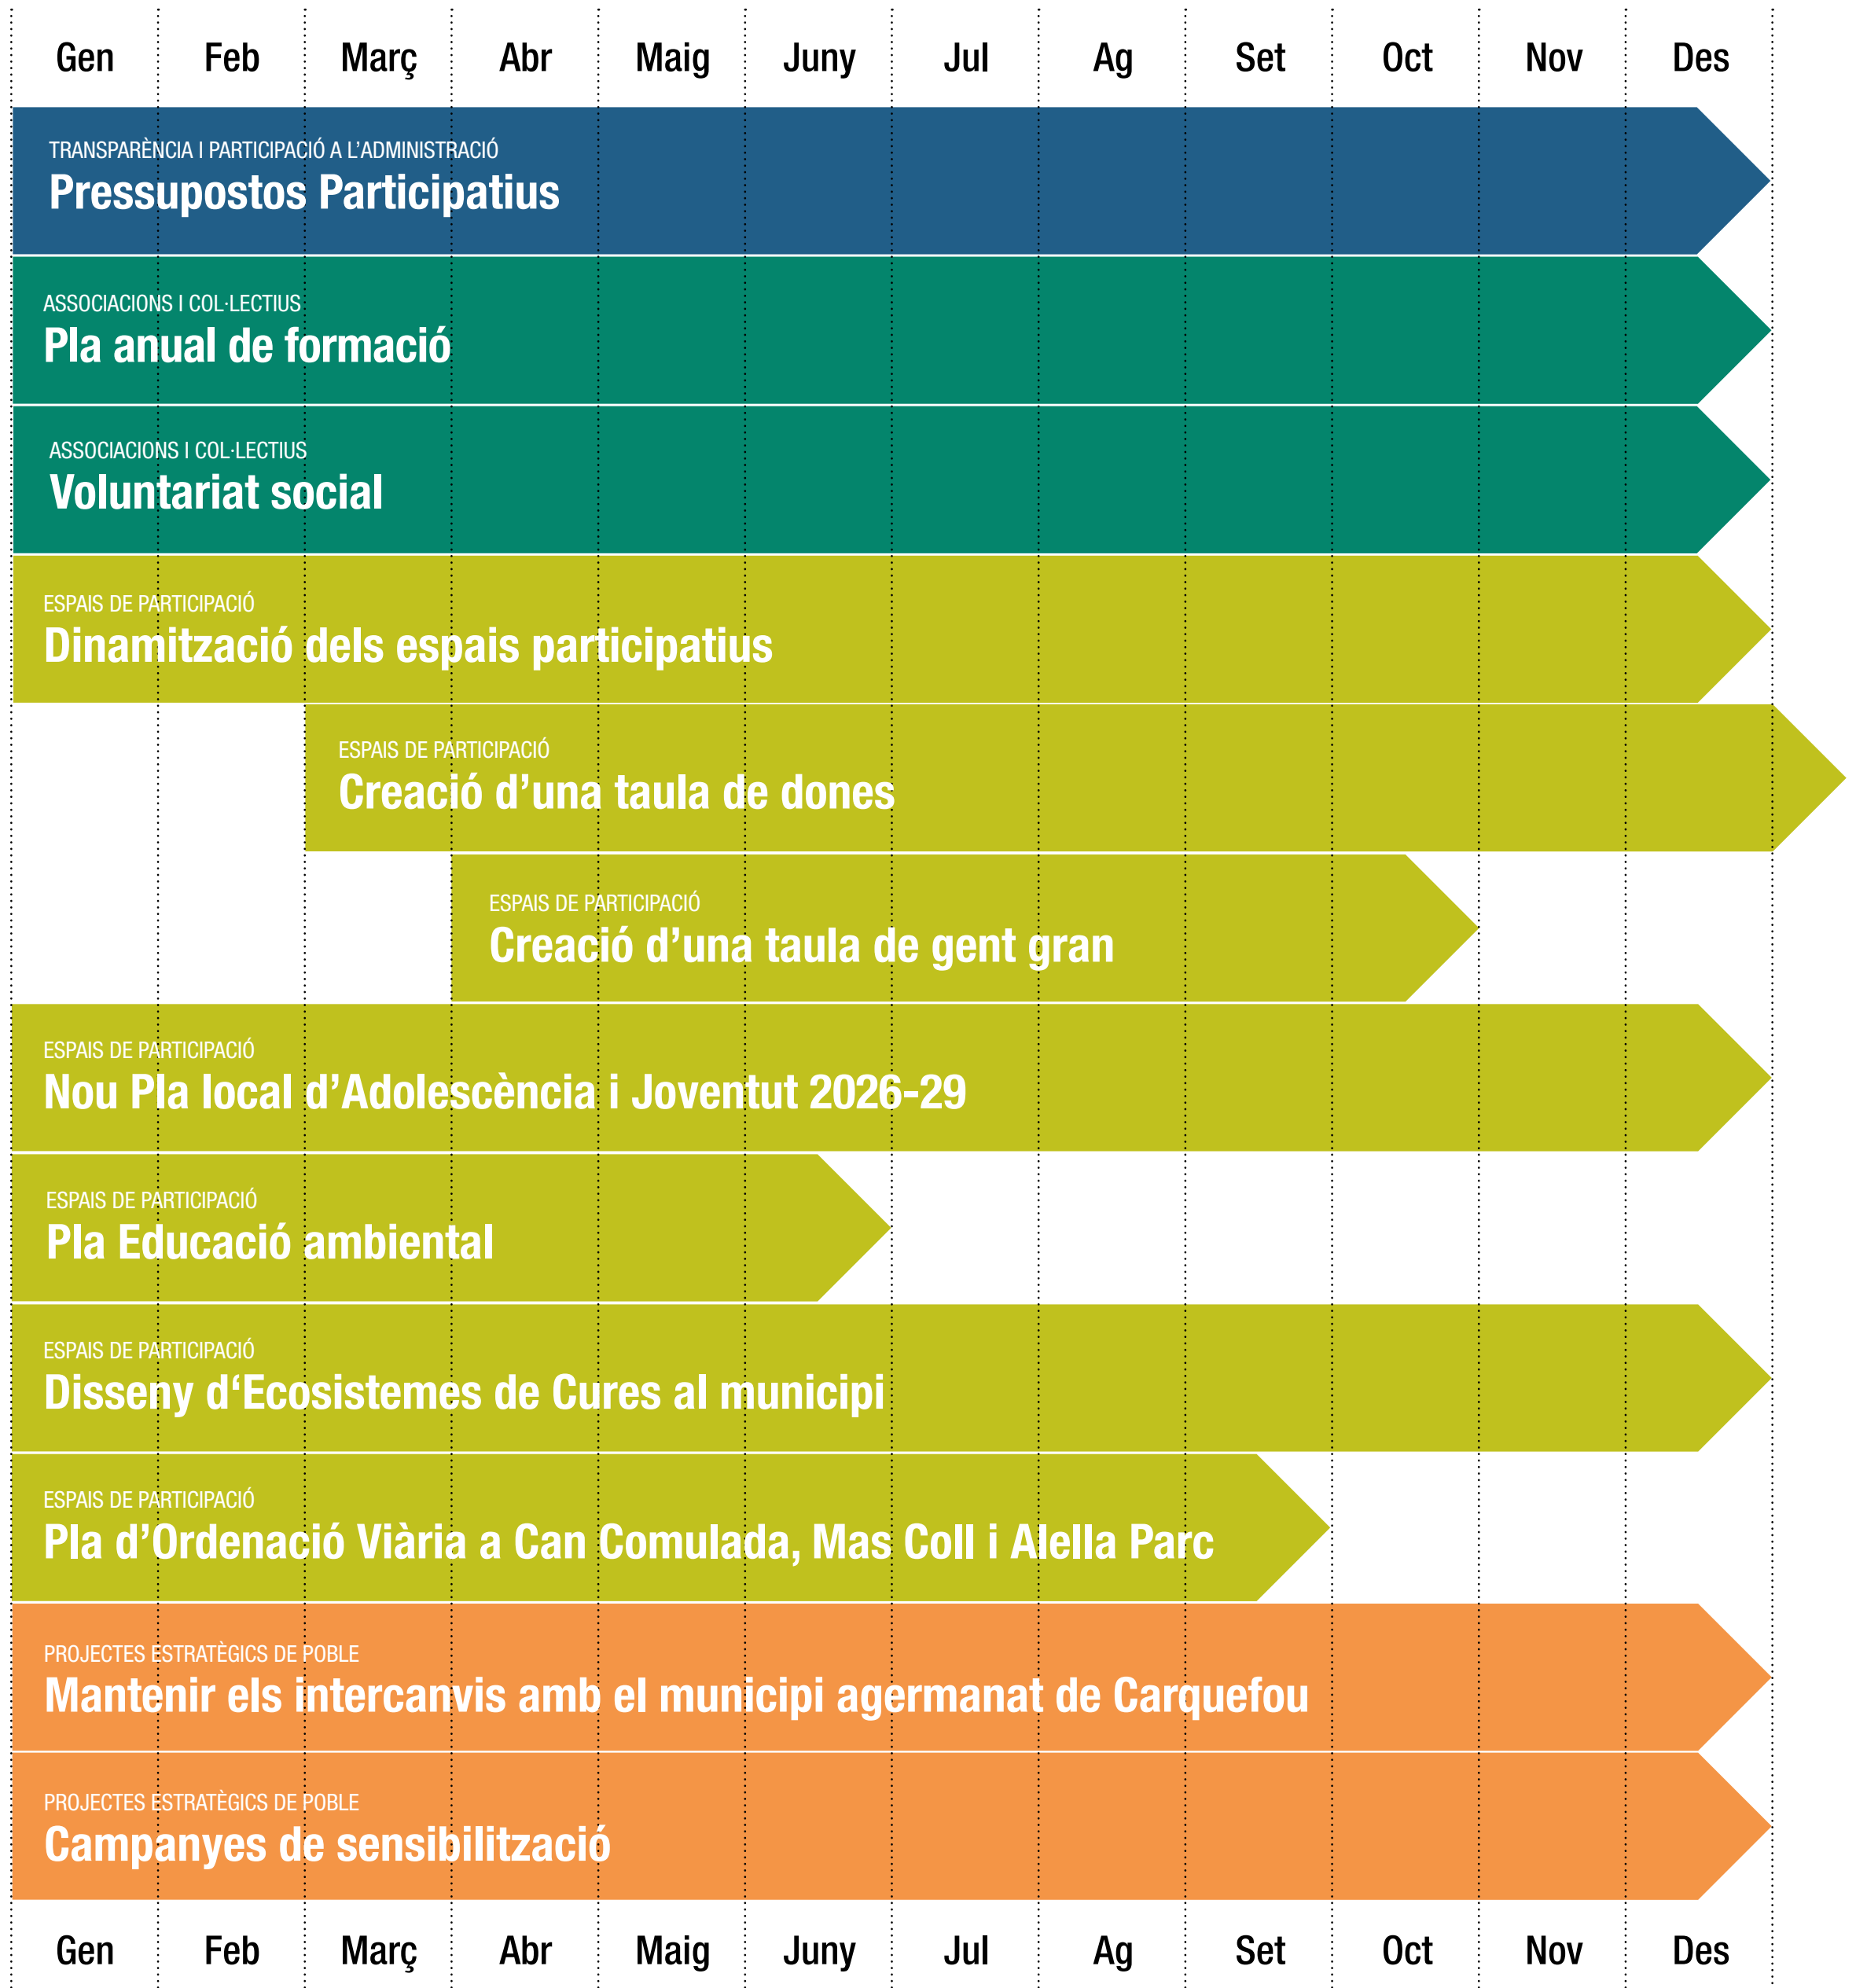 Gen Feb Març Abr Maig Juny Jul Ag Set Oct Nov Des
TRANSPARÈNCIA I PARTICIPACIÓ A L’ADMINISTRACIÓ
Pressupostos Participatius
ASSOCIACIONS I COL·LECTIUS
Pla anual de formació
ASSOCIACIONS I COL·LECTIUS
Voluntariat social
ESPAIS DE PARTICIPACIÓ
Dinamització dels espais participatius
ESPAIS DE PARTICIPACIÓ
Creació d’una taula de dones
ESPAIS DE PARTICIPACIÓ
Creació d’una taula de gent gran
ESPAIS DE PARTICIPACIÓ
Nou Pla local d’Adolescència i Joventut 2026-29
ESPAIS DE PARTICIPACIÓ
Pla Educació ambiental
ESPAIS DE PARTICIPACIÓ
Disseny d‘Ecosistemes de Cures al municipi
ESPAIS DE PARTICIPACIÓ
Pla d’Ordenació Viària a Can Comulada, Mas Coll i Alella Parc
PROJECTES ESTRATÈGICS DE POBLE
Mantenir els intercanvis amb el municipi agermanat de Carquefou
PROJECTES ESTRATÈGICS DE POBLE
Campanyes de sensibilització
Gen Feb Març Abr Maig Juny Jul Ag Set Oct Nov Des